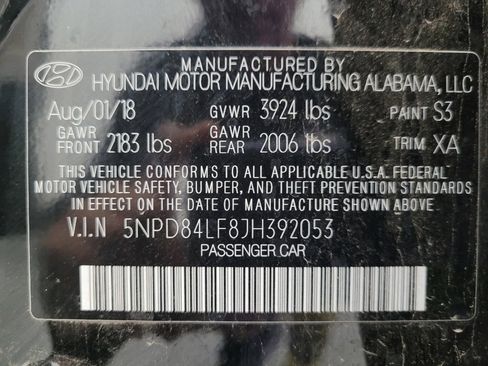 MANUFACTURED BY
HYUNDAI MOTOR MANUFACTURING ALABAMA, LLC
Aug/01/18 GVWR 3924 lbs PAINT S3
GAWR FRONT 2183 lbs GAWR REAR 2006 lbs TRIM XA
THIS VEHICLE CONFORMS TO ALL APPLICABLE U.S.A. FEDERAL
MOTOR VEHICLE SAFETY, BUMPER, AND THEFT PREVENTION STANDARDS
IN EFFECT ON THE DATE OF MANUFACTURE SHOWN ABOVE.
V.I.N 5NPD84LF8JH392053
PASSENGER CAR